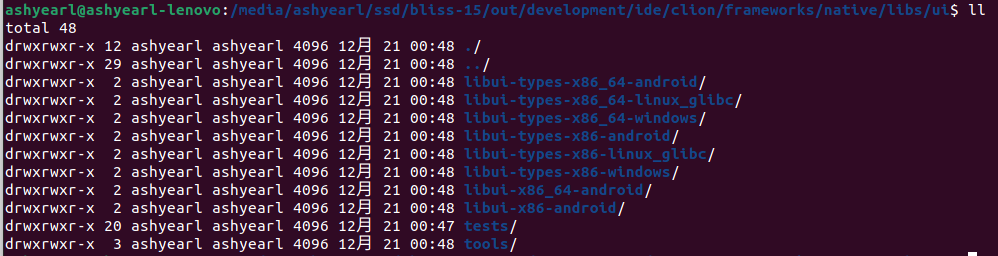 ashyearl@ashyearl-lenovo:/media/ashyearl/ssd/bliss-15/out/development/ide/clion/frameworks/native/libs/ui$ ll
total 48
drwxrwxr-x 12 ashyearl ashyearl 4096 12月 21 00:48 ./
drwxrwxr-x 29 ashyearl ashyearl 4096 12月 21 00:48 ../
drwxrwxr-x  2 ashyearl ashyearl 4096 12月 21 00:48 libui-types-x86_64-android/
drwxrwxr-x  2 ashyearl ashyearl 4096 12月 21 00:48 libui-types-x86_64-linux_glibc/
drwxrwxr-x  2 ashyearl ashyearl 4096 12月 21 00:48 libui-types-x86_64-windows/
drwxrwxr-x  2 ashyearl ashyearl 4096 12月 21 00:48 libui-types-x86-android/
drwxrwxr-x  2 ashyearl ashyearl 4096 12月 21 00:48 libui-types-x86-linux_glibc/
drwxrwxr-x  2 ashyearl ashyearl 4096 12月 21 00:48 libui-types-x86-windows/
drwxrwxr-x  2 ashyearl ashyearl 4096 12月 21 00:48 libui-x86_64-android/
drwxrwxr-x  2 ashyearl ashyearl 4096 12月 21 00:48 libui-x86-android/
drwxrwxr-x 20 ashyearl ashyearl 4096 12月 21 00:47 tests/
drwxrwxr-x  3 ashyearl ashyearl 4096 12月 21 00:48 tools/